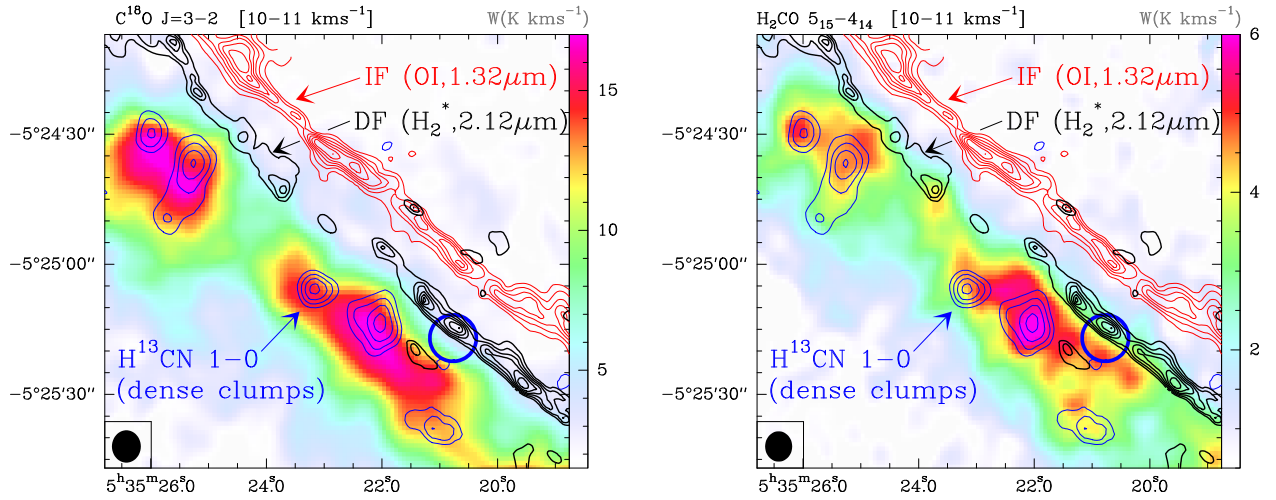 C¹⁸O J=3−2 [10−11 kms⁻¹] W(K kms⁻¹)
IF (OI,1.32μm)
DF (H₂*,2.12μm)
H¹³CN 1−0
(dense clumps)
−5°24′30″
−5°25′00″
−5°25′30″
5ʰ35ᵐ26ˢ.0 24ˢ.0 22ˢ.0 20ˢ.0
15
10
5
H₂CO 5₁₅−4₁₄ [10−11 kms⁻¹] W(K kms⁻¹)
IF (OI,1.32μm)
DF (H₂*,2.12μm)
H¹³CN 1−0
(dense clumps)
−5°24′30″
−5°25′00″
−5°25′30″
5ʰ35ᵐ26ˢ.0 24ˢ.0 22ˢ.0 20ˢ.0
6
4
2